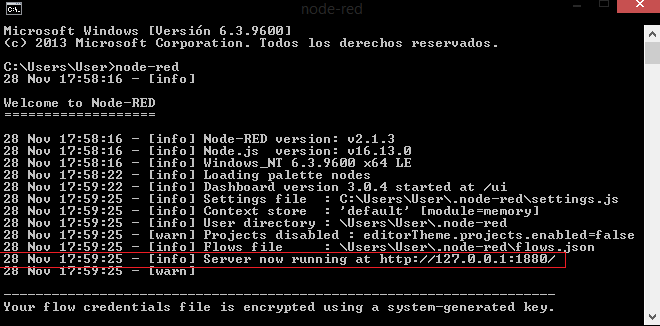 node-red
Microsoft Windows [Versión 6.3.9600]
(c) 2013 Microsoft Corporation. Todos los derechos reservados.
C:\Users\User>node-red
28 Nov 17:58:16 - [info]
Welcome to Node-RED
===================
28 Nov 17:58:16 - [info] Node-RED version: v2.1.3
28 Nov 17:58:16 - [info] Node.js  version: v16.13.0
28 Nov 17:58:16 - [info] Windows_NT 6.3.9600 x64 LE
28 Nov 17:58:22 - [info] Loading palette nodes
28 Nov 17:59:22 - [info] Dashboard version 3.0.4 started at /ui
28 Nov 17:59:25 - [info] Settings file  : C:\Users\User\.node-red\settings.js
28 Nov 17:59:25 - [info] Context store  : 'default' [module=memory]
28 Nov 17:59:25 - [info] User directory : \Users\User\.node-red
28 Nov 17:59:25 - [warn] Projects disabled : editorTheme.projects.enabled=false
28 Nov 17:59:25 - [info] Flows file     : \Users\User\.node-red\flows.json
28 Nov 17:59:25 - [info] Server now running at http://127.0.0.1:1880/
28 Nov 17:59:25 - [warn]
---------------------------------------------------------------------
Your flow credentials file is encrypted using a system-generated key.